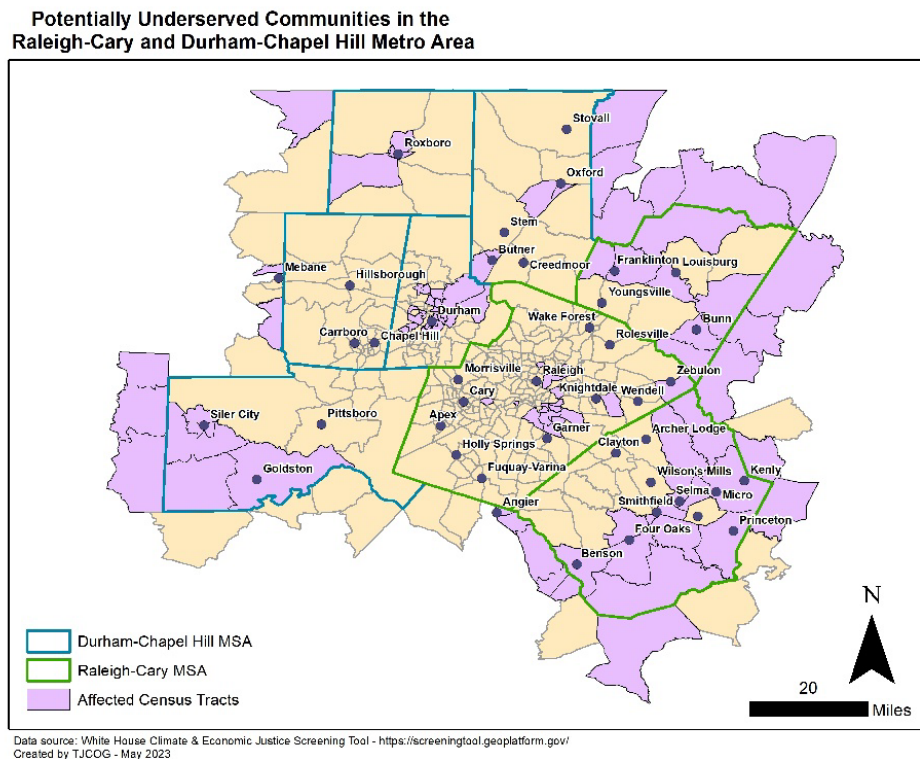 Potentially Underserved Communities in the
Raleigh-Cary and Durham-Chapel Hill Metro Area
Stovall
Roxboro
Oxford
Stem
Butner
Creedmoor
Franklinton Louisburg
Mebane
Hillsborough
Youngsville
Durham
Wake Forest
Bunn
Carrboro
Chapel Hill
Rolesville
Morrisville
Raleigh
Zebulon
Cary
Knightdale Wendell
Siler City
Pittsboro
Apex
Garner
Archer Lodge
Holly Springs
Clayton
Goldston
Fuquay-Varina
Wilson's Mills
Kenly
Angier
Smithfield
Selma
Micro
Four Oaks
Princeton
Benson
N
Durham-Chapel Hill MSA
Raleigh-Cary MSA
Affected Census Tracts
20
Miles
Data source: White House Climate & Economic Justice Screening Tool - https://screeningtool.geoplatform.gov/
Created by TJCOG - May 2023